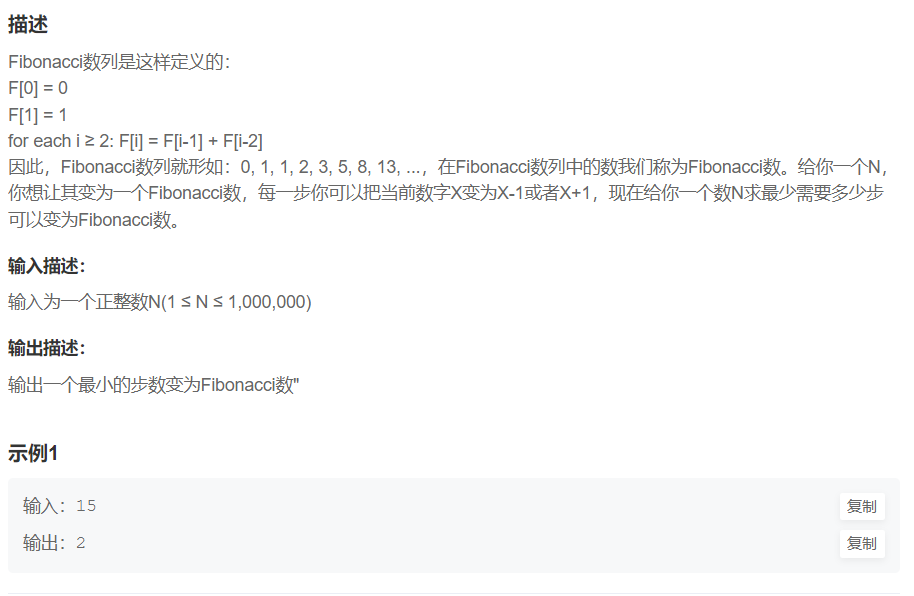 描述
Fibonacci数列是这样定义的：
F[0] = 0
F[1] = 1
for each i ≥ 2: F[i] = F[i-1] + F[i-2]
因此，Fibonacci数列就形如：0, 1, 1, 2, 3, 5, 8, 13, ...，在Fibonacci数列中的数我们称为Fibonacci数。给你一个N，
你想让其变为一个Fibonacci数，每一步你可以把当前数字X变为X-1或者X+1，现在给你一个数N求最少需要多少步
可以变为Fibonacci数。
输入描述：
输入为一个正整数N(1 ≤ N ≤ 1,000,000)
输出描述：
输出一个最小的步数变为Fibonacci数"
示例1
输入：15 复制
输出：2 复制